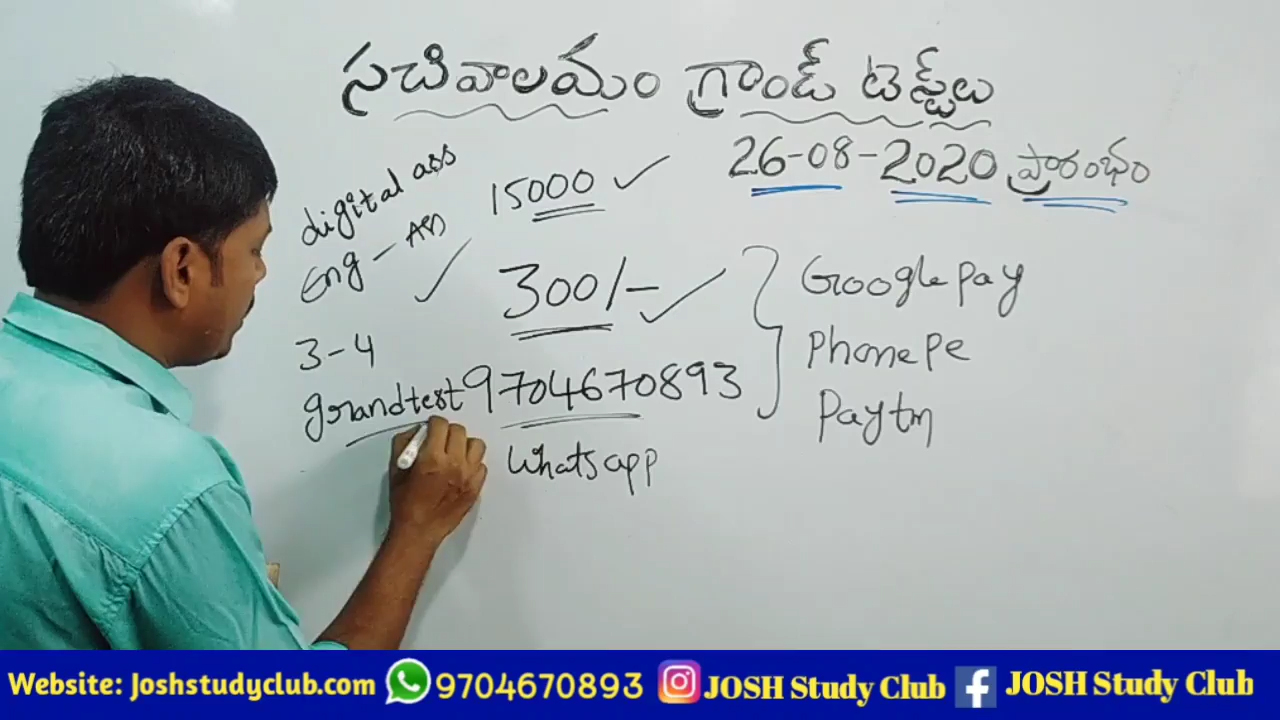 సచివాలయం గ్రాండ్ టెస్ట్‌లు
26-08-2020 ప్రారంభం
digital ass
15000
Eng - Ass
300/-
3-4
grandtest 9704670893
Whatsapp
Google pay
Phone pe
Paytm
Website: Joshstudyclub.com 9704670893 JOSH Study Club JOSH Study Club